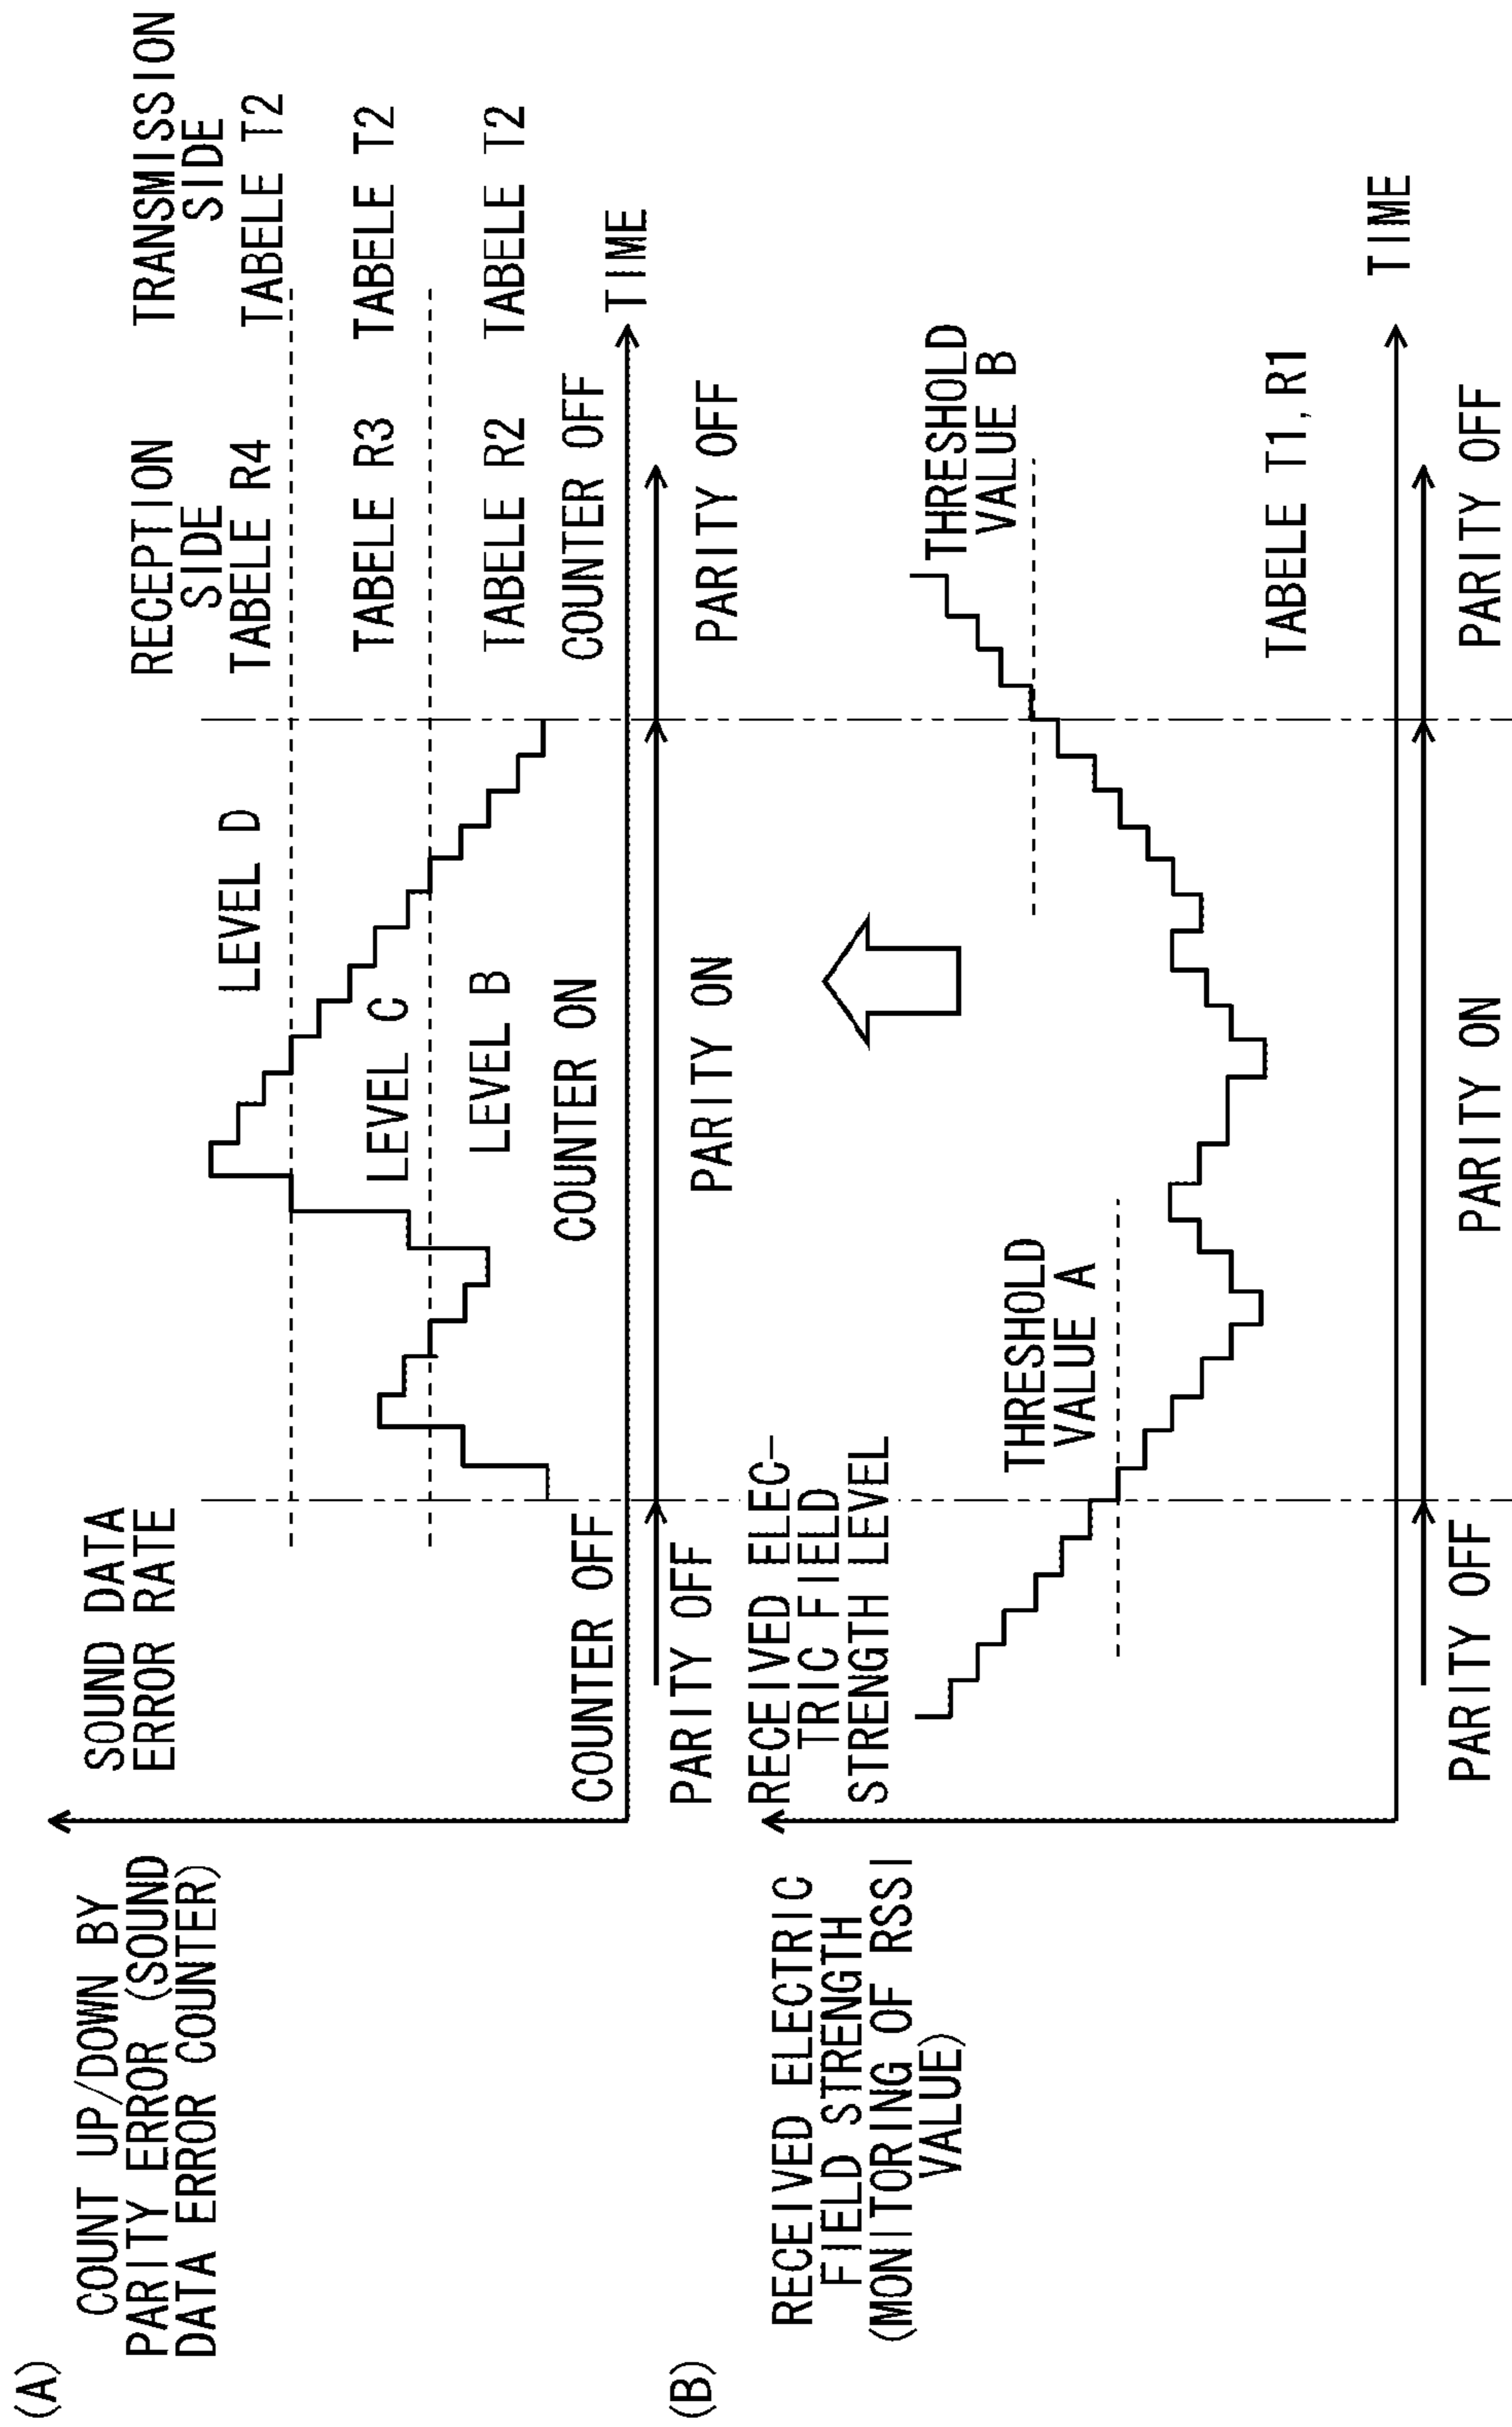 (A)
COUNT UP/DOWN BY
PARITY ERROR (SOUND
DATA ERROR COUNTER)
SOUND DATA
ERROR RATE
LEVEL D
LEVEL C
LEVEL B
RECEPTION
SIDE
TABELE R4
TRANSMISSION
SIDE
TABELE T2
TABELE R3
TABELE T2
TABELE R2
TABELE T2
COUNTER OFF
COUNTER ON
COUNTER OFF
TIME
PARITY OFF
PARITY ON
PARITY OFF
(B)
RECEIVED ELECTRIC
FIELD STRENGTH
(MONITORING OF RSSI
VALUE)
RECEIVED ELEC-
TRIC FIELD
STRENGTH LEVEL
THRESHOLD
VALUE A
THRESHOLD
VALUE B
TABELE T1,R1
TIME
PARITY OFF
PARITY ON
PARITY OFF